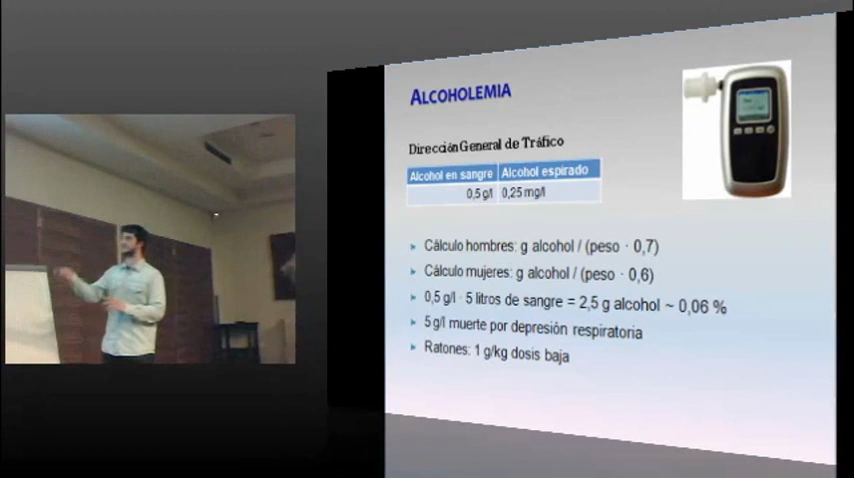 ALCOHOLEMIA
Dirección General de Tráfico
Alcohol en sangre Alcohol espirado
0,5 g/l 0,25 mg/l
Cálculo hombres: g alcohol / (peso · 0,7)
Cálculo mujeres: g alcohol / (peso · 0,6)
0,5 g/l · 5 litros de sangre = 2,5 g alcohol ~ 0,06 %
5 g/l muerte por depresión respiratoria
Ratones: 1 g/kg dosis baja